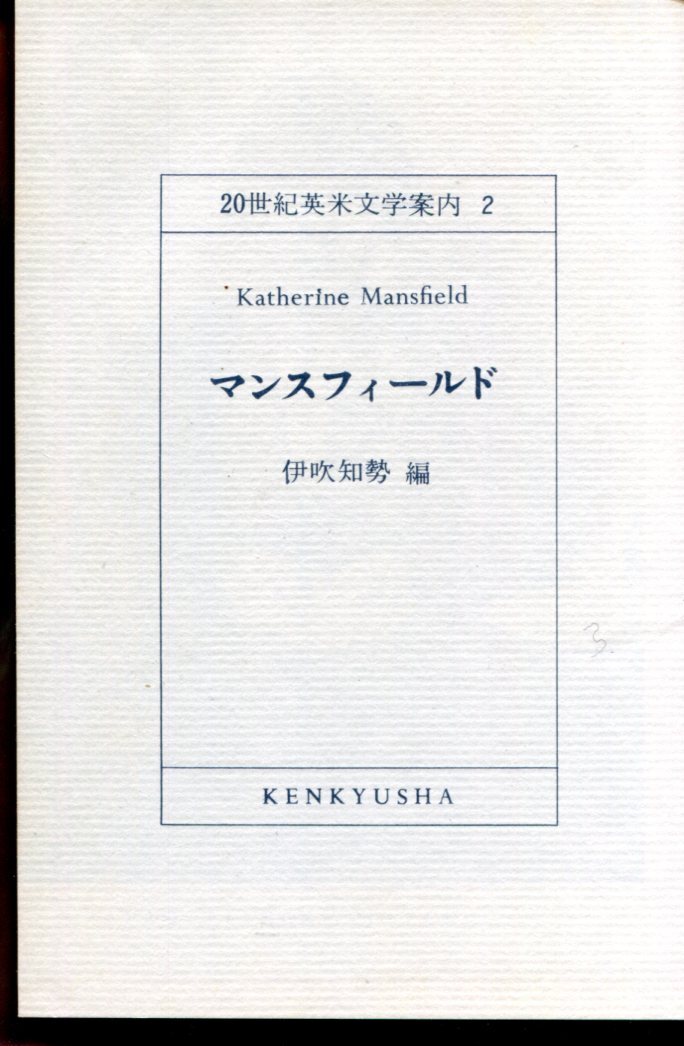 20世紀英米文学案内 2
Katherine Mansfield
マンスフィールド
伊吹知勢 編
KENKYUSHA